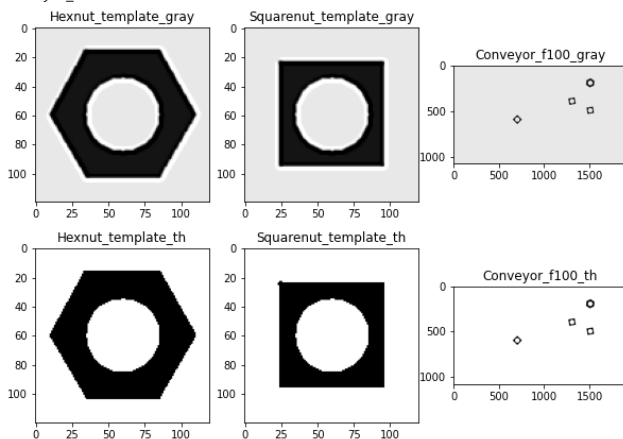 Hexnut_template_gray
Squarenut_template_gray
Conveyor_f100_gray
0
20
40
60
80
100
0 25 50 75 100
0
20
40
60
80
100
0 25 50 75 100
0
500
1000
0 500 1000 1500
Hexnut_template_th
Squarenut_template_th
Conveyor_f100_th
0
20
40
60
80
100
0 25 50 75 100
0
20
40
60
80
100
0 25 50 75 100
0
500
1000
0 500 1000 1500